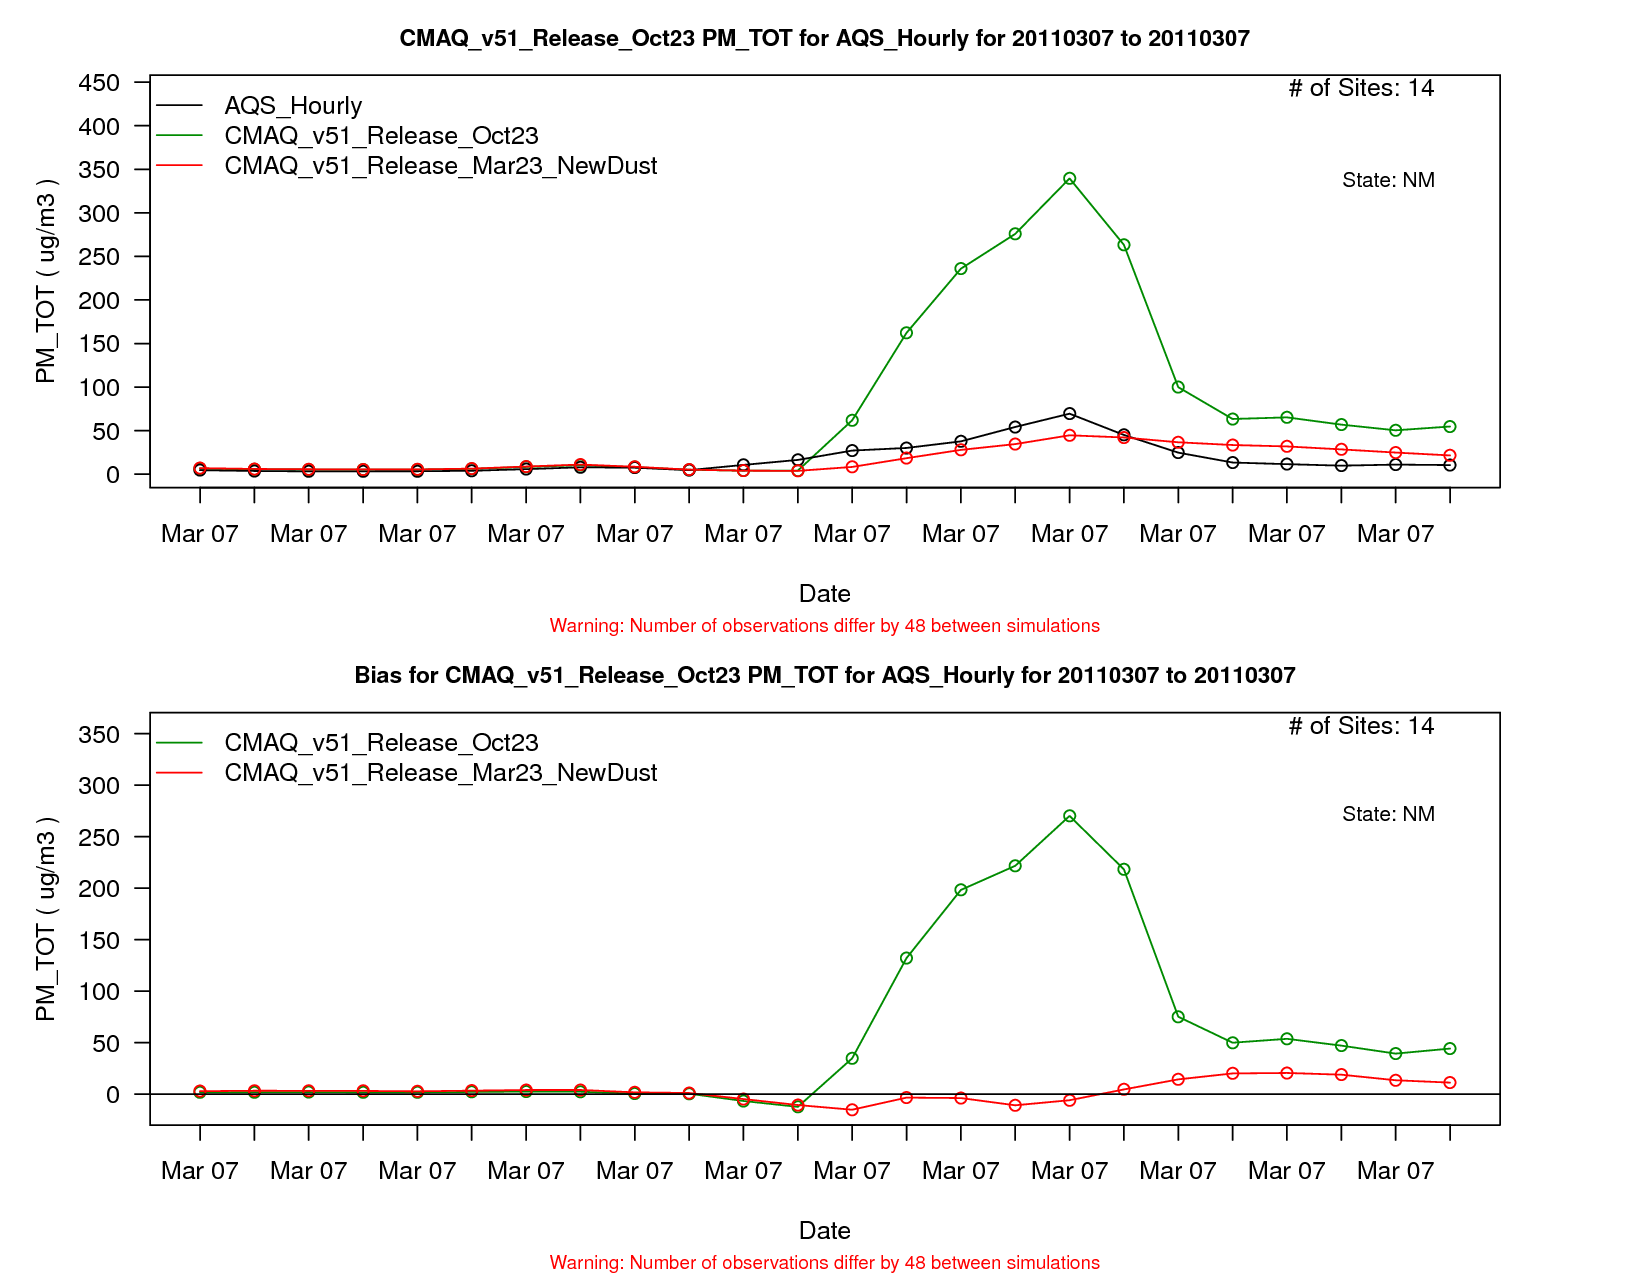 CMAQ_v51_Release_Oct23 PM_TOT for AQS_Hourly for 20110307 to 20110307
450
400
350
300
250
200
150
100
50
0
PM_TOT ( ug/m3 )
AQS_Hourly
CMAQ_v51_Release_Oct23
CMAQ_v51_Release_Mar23_NewDust
# of Sites: 14
State: NM
Mar 07 Mar 07 Mar 07 Mar 07 Mar 07 Mar 07 Mar 07 Mar 07 Mar 07 Mar 07 Mar 07 Mar 07
Date
Warning: Number of observations differ by 48 between simulations
Bias for CMAQ_v51_Release_Oct23 PM_TOT for AQS_Hourly for 20110307 to 20110307
350
300
250
200
150
100
50
0
PM_TOT ( ug/m3 )
CMAQ_v51_Release_Oct23
CMAQ_v51_Release_Mar23_NewDust
# of Sites: 14
State: NM
Mar 07 Mar 07 Mar 07 Mar 07 Mar 07 Mar 07 Mar 07 Mar 07 Mar 07 Mar 07 Mar 07 Mar 07
Date
Warning: Number of observations differ by 48 between simulations